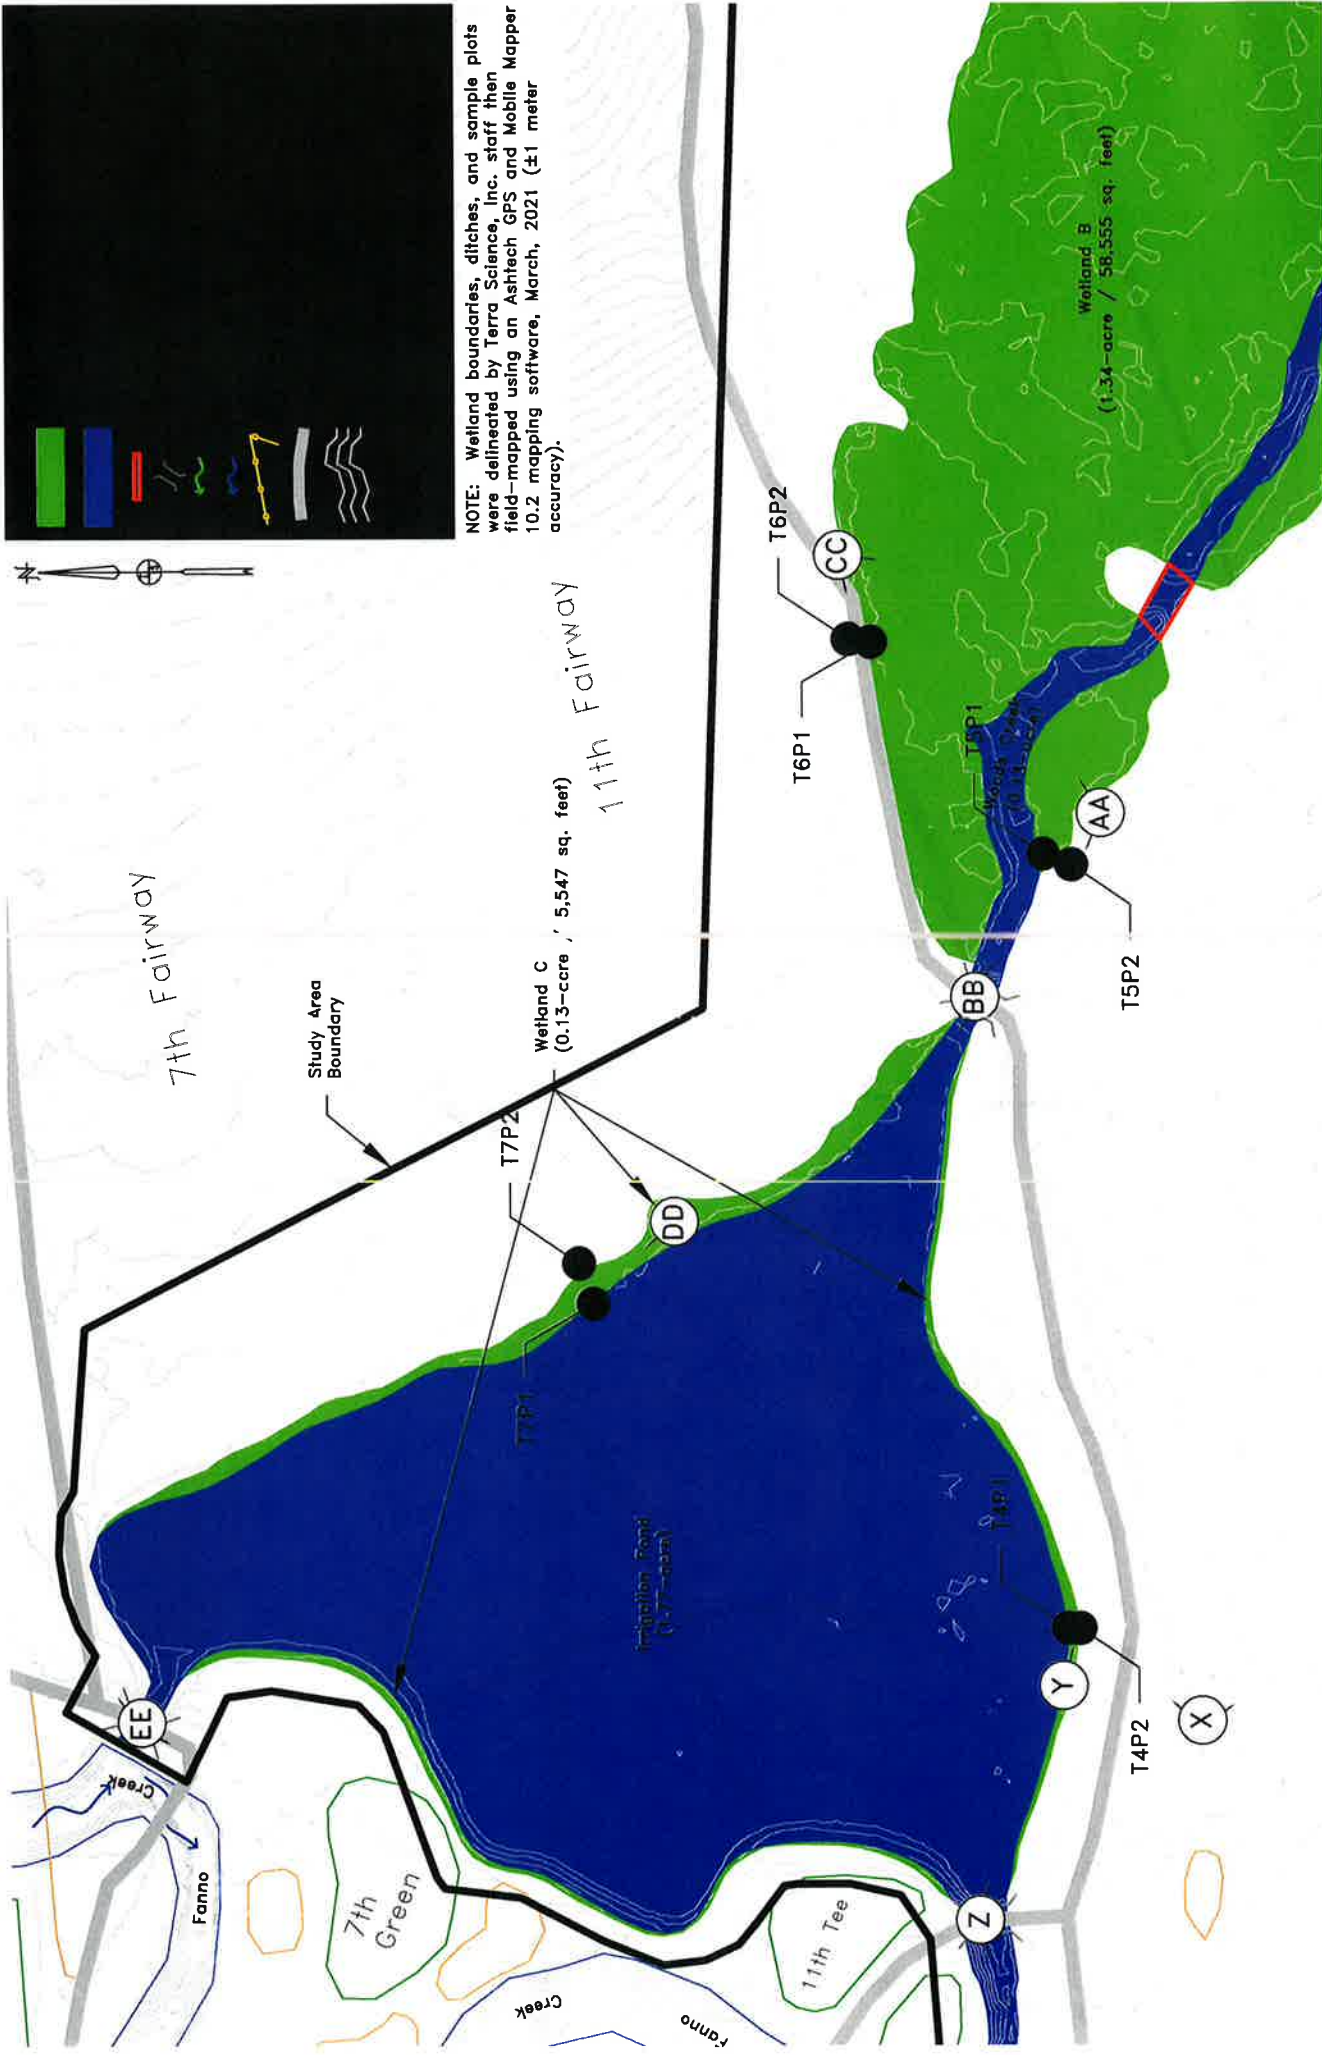 N
NOTE: Wetland boundaries, ditches, and sample plots
were delineated by Terra Science, Inc. staff then
field-mapped using an Ashtech GPS and Mobile Mapper
10.2 mapping software, March, 2021 (±1 meter
accuracy).
7th Fairway
11th Fairway
Study Area
Boundary
Wetland C
(0.13-ccre / 5,547 sq. feet)
T7P2
T7P1
DD
EE
Creek
Fanno
7th
Green
Creek
Fanno
11th Tee
Irrigation Pond
Z
Y
X
T4P1
T4P2
BB
T6P2
T6P1
CC
T5P1
Woods Creek
AA
T5P2
Wetland B
(1.34-acre / 58,555 sq. feet)